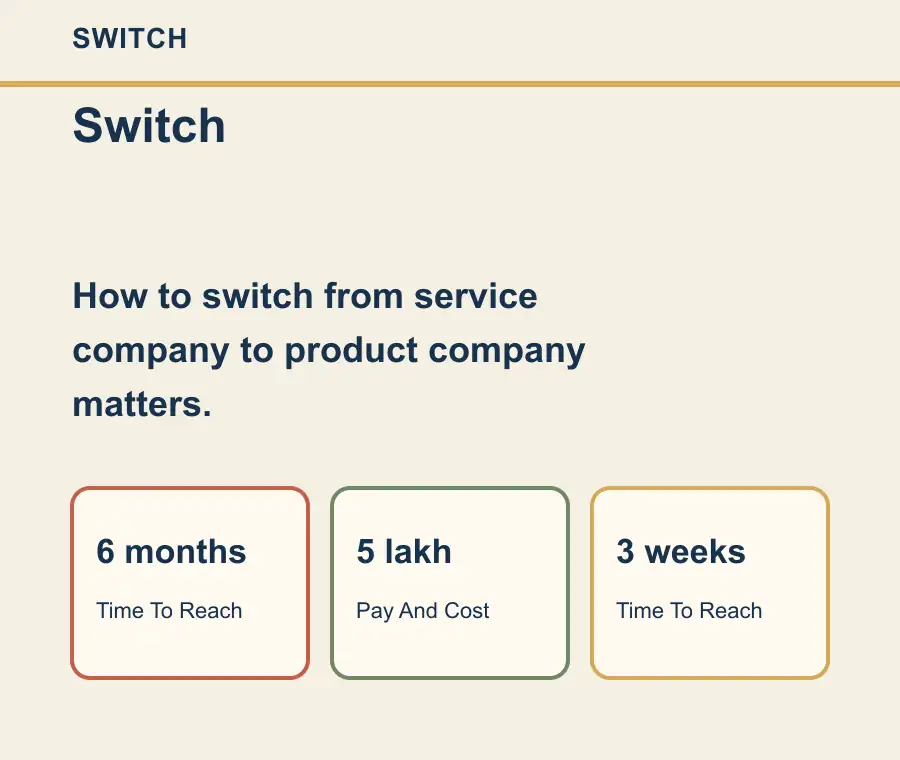 SWITCH
Switch
How to switch from service
company to product company
matters.
6 months
Time To Reach
5 lakh
Pay And Cost
3 weeks
Time To Reach